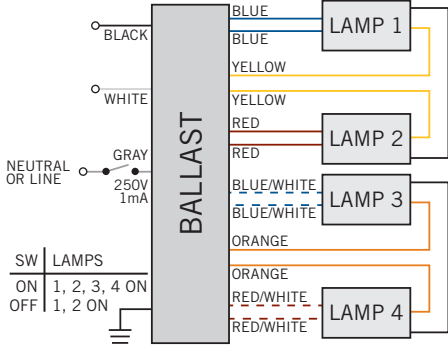 BLUE
LAMP 1
BLACK
BLUE
YELLOW
WHITE
YELLOW
BALLAST
RED
LAMP 2
RED
GRAY
NEUTRAL
OR LINE
250V
1mA
BLUE/WHITE
LAMP 3
BLUE/WHITE
ORANGE
SW LAMPS
ON 1, 2, 3, 4 ON
OFF 1, 2 ON
ORANGE
RED/WHITE
LAMP 4
RED/WHITE